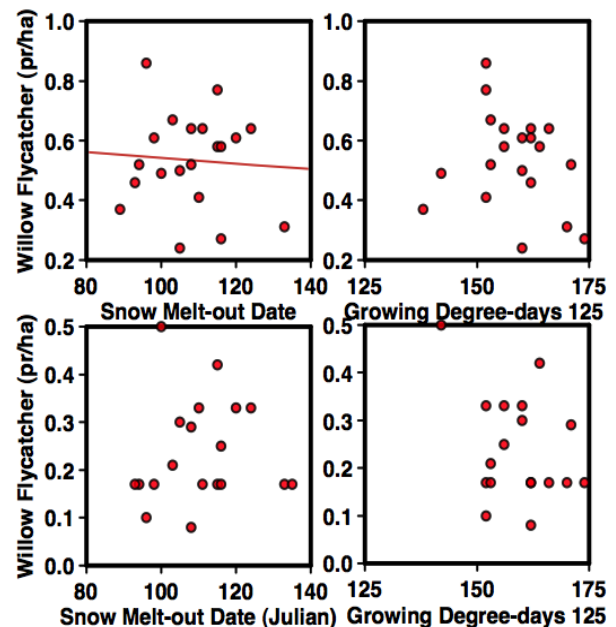 1.0 1.0
Willow Flycatcher (pr/ha)
0.8 0.8
0.6 0.6
0.4 0.4
0.2 0.2
80 100 120 140 125 150 175
Snow Melt-out Date Growing Degree-days 125
0.5 0.5
Willow Flycatcher (pr/ha)
0.4 0.4
0.3 0.3
0.2 0.2
0.1 0.1
0.0 0.0
80 100 120 140 125 150 175
Snow Melt-out Date (Julian) Growing Degree-days 125